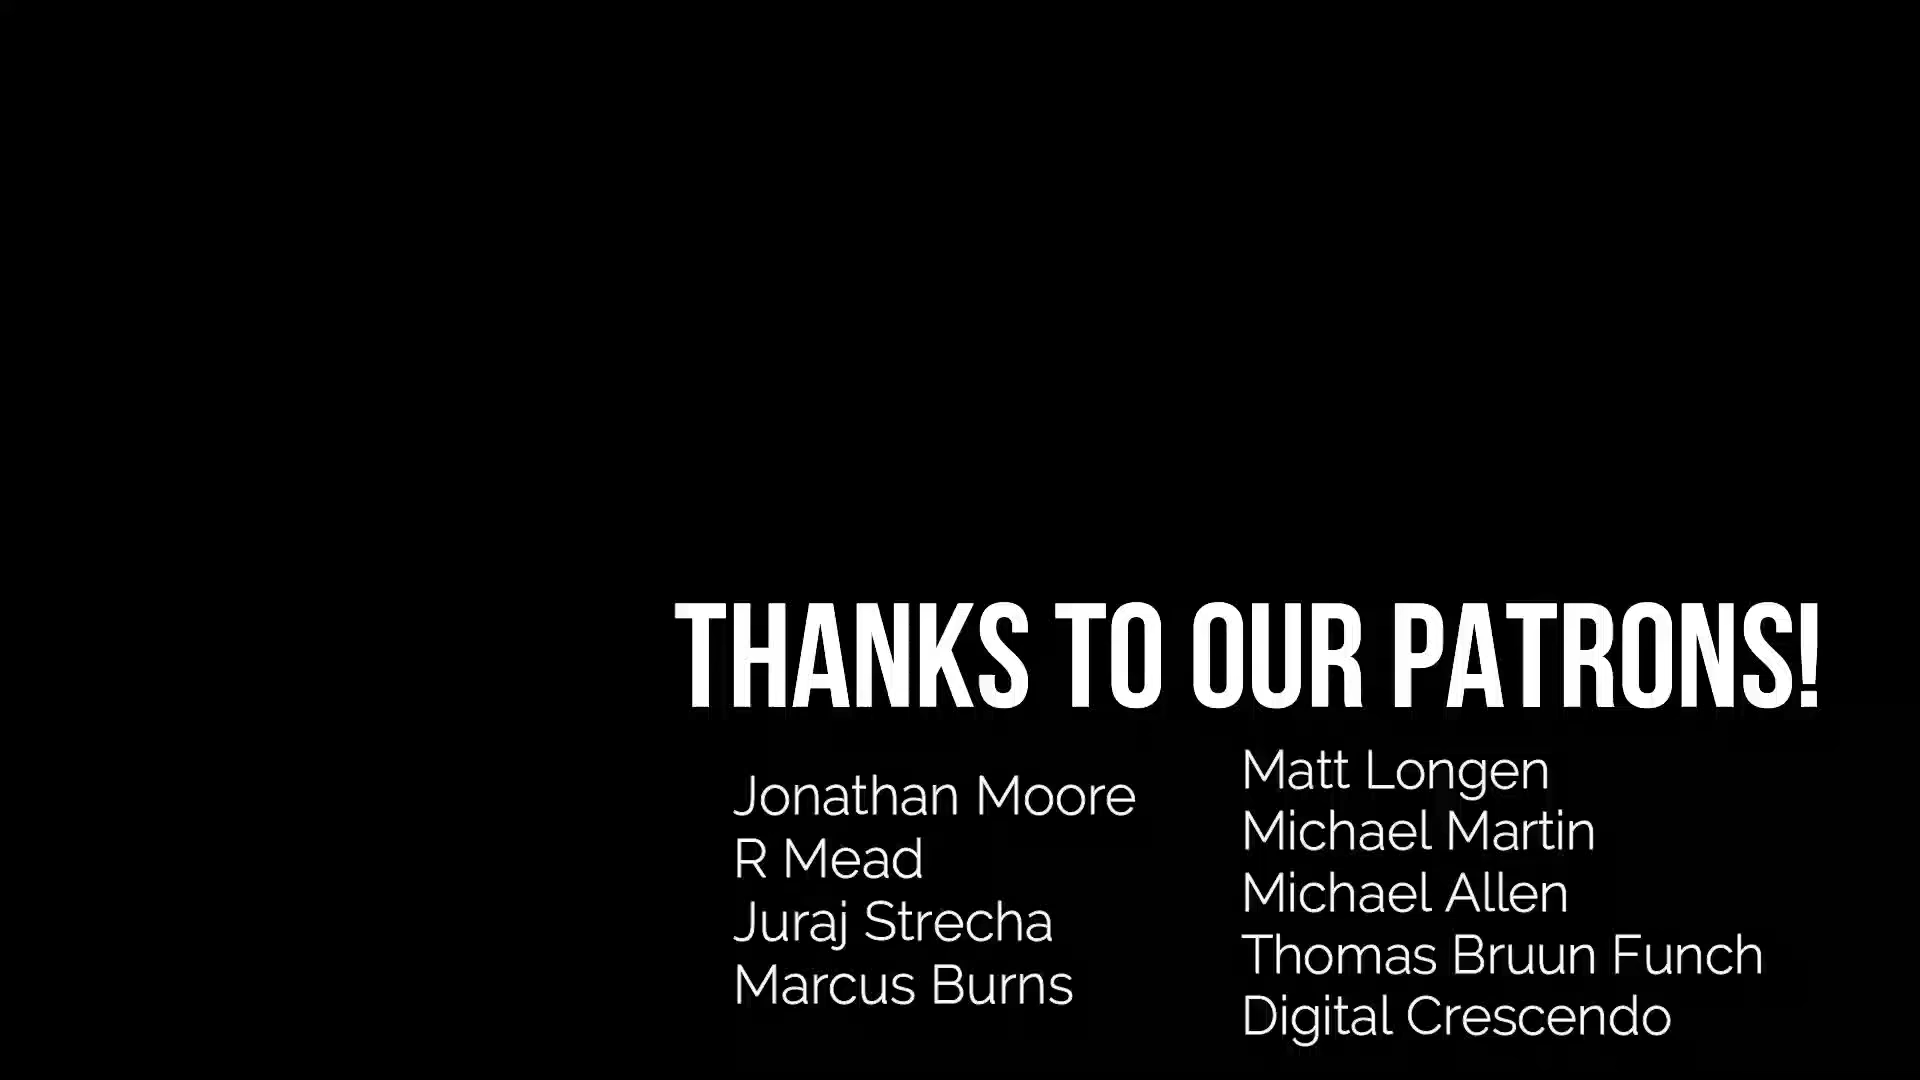 THANKS TO OUR PATRONS!
Jonathan Moore
R Mead
Juraj Strecha
Marcus Burns
Matt Longen
Michael Martin
Michael Allen
Thomas Bruun Funch
Digital Crescendo